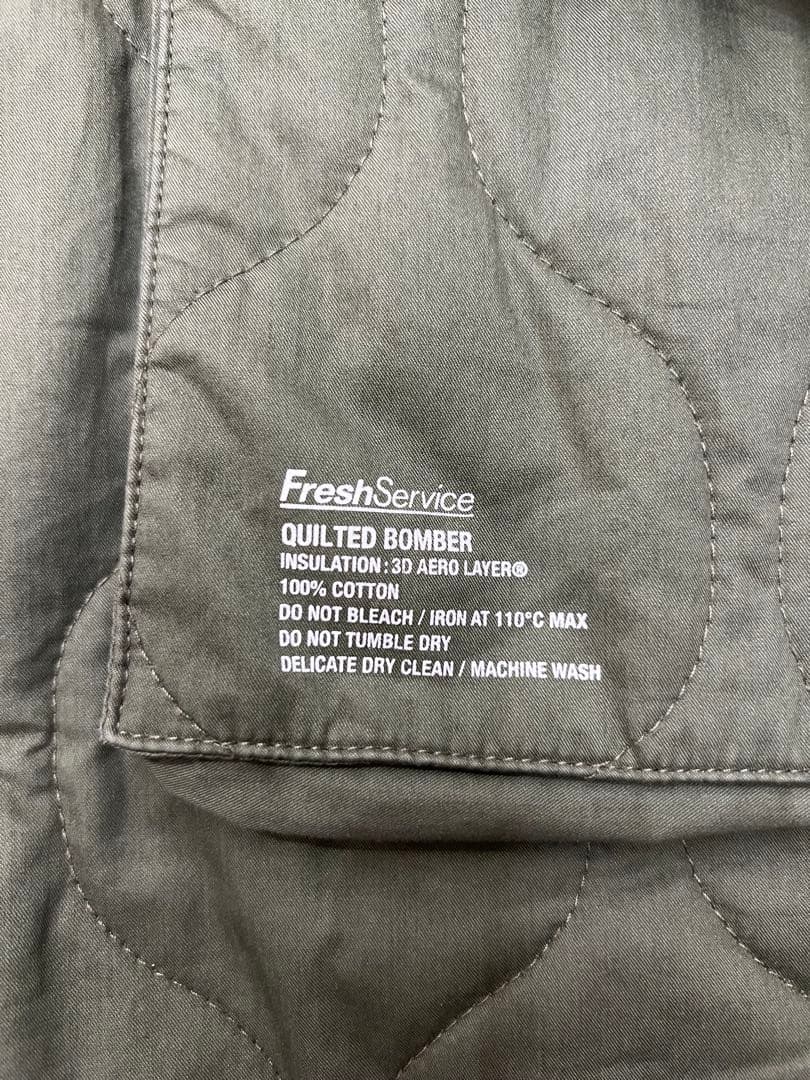 FreshService
QUILTED BOMBER
INSULATION : 3D AERO LAYER®
100% COTTON
DO NOT BLEACH / IRON AT 110°C MAX
DO NOT TUMBLE DRY
DELICATE DRY CLEAN / MACHINE WASH